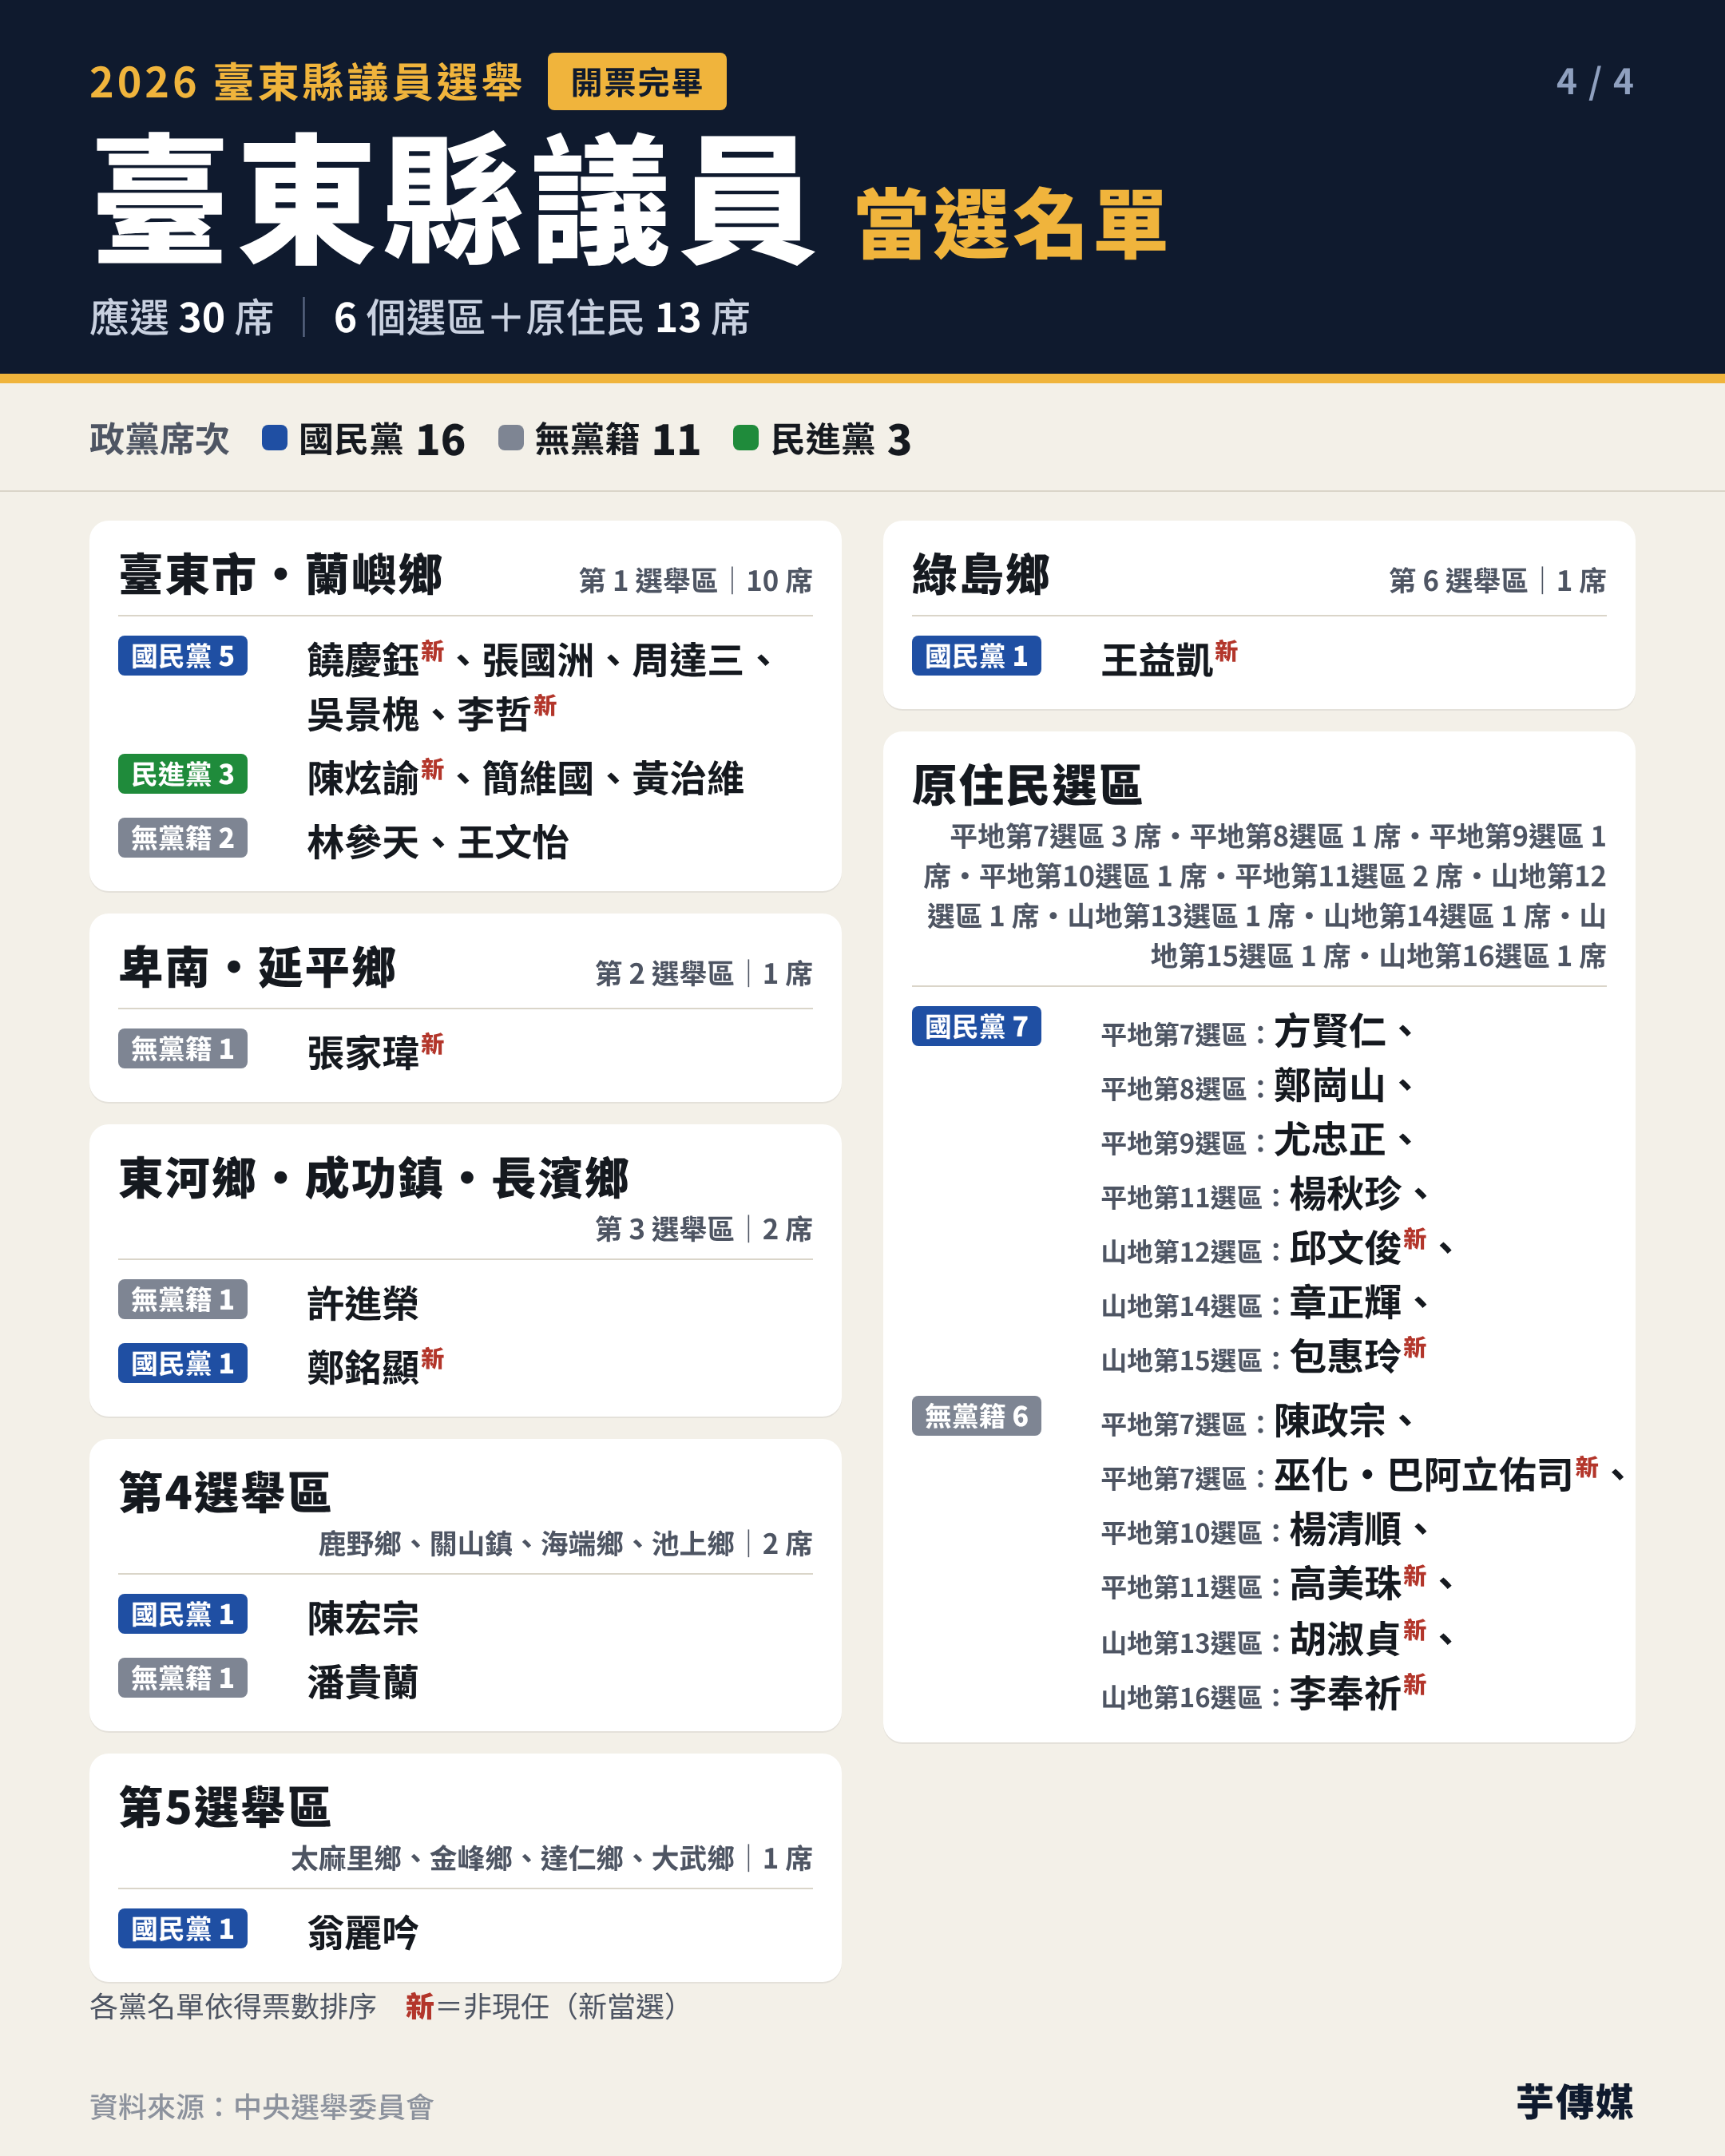 2026 臺東縣議員選舉 開票完畢 4 / 4
臺東縣議員 當選名單
應選 30 席｜6 個選區＋原住民 13 席
政黨席次 國民黨 16 無黨籍 11 民進黨 3
臺東市・蘭嶼鄉 第 1 選舉區｜10 席
國民黨 5 饒慶鈺新、張國洲、周達三、
吳景槐、李哲新
民進黨 3 陳炫諭新、簡維國、黃治維
無黨籍 2 林參天、王文怡
卑南・延平鄉 第 2 選舉區｜1 席
無黨籍 1 張家瑋新
東河鄉・成功鎮・長濱鄉
第 3 選舉區｜2 席
無黨籍 1 許進榮
國民黨 1 鄭銘顯新
第4選舉區
鹿野鄉、關山鎮、海端鄉、池上鄉｜2 席
國民黨 1 陳宏宗
無黨籍 1 潘貴蘭
第5選舉區
太麻里鄉、金峰鄉、達仁鄉、大武鄉｜1 席
國民黨 1 翁麗吟
綠島鄉 第 6 選舉區｜1 席
國民黨 1 王益凱新
原住民選區
平地第7選區 3 席・平地第8選區 1 席・平地第9選區 1
席・平地第10選區 1 席・平地第11選區 2 席・山地第12
選區 1 席・山地第13選區 1 席・山地第14選區 1 席・山
地第15選區 1 席・山地第16選區 1 席
國民黨 7 平地第7選區：方賢仁、
平地第8選區：鄭崗山、
平地第9選區：尤忠正、
平地第11選區：楊秋珍、
山地第12選區：邱文俊新、
山地第14選區：章正輝、
山地第15選區：包惠玲新
無黨籍 6 平地第7選區：陳政宗、
平地第7選區：巫化・巴阿立佑司新、
平地第10選區：楊清順、
平地第11選區：高美珠新、
山地第13選區：胡淑貞新、
山地第16選區：李奉祈新
各黨名單依得票數排序 新＝非現任（新當選）
資料來源：中央選舉委員會
芋傳媒